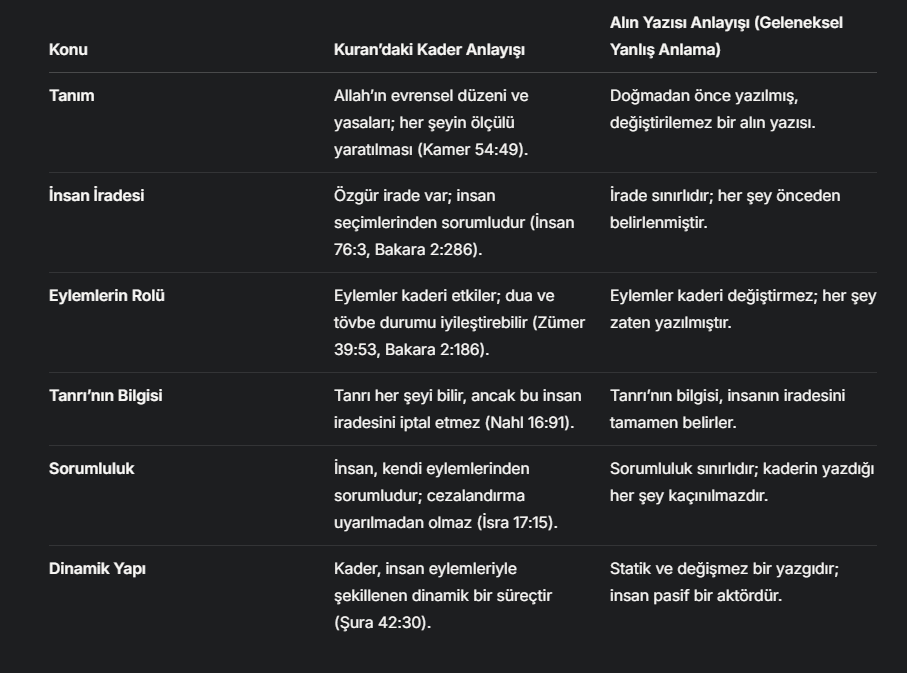 Konu
Kuran’daki Kader Anlayışı
Alın Yazısı Anlayışı (Geleneksel
Yanlış Anlama)
Tanım
Allah’ın evrensel düzeni ve
yasaları; her şeyin ölçülü
yaratılması (Kamer 54:49).
Doğmadan önce yazılmış,
değiştirilemez bir alın yazısı.
İnsan İradesi
Özgür irade var; insan
seçimlerinden sorumludur (İnsan
76:3, Bakara 2:286).
İrade sınırlıdır; her şey önceden
belirlenmiştir.
Eylemlerin Rolü
Eylemler kaderi etkiler; dua ve
tövbe durumu iyileştirebilir (Zümer
39:53, Bakara 2:186).
Eylemler kaderi değiştirmez; her şey
zaten yazılmıştır.
Tanrı’nın Bilgisi
Tanrı her şeyi bilir, ancak bu insan
iradesini iptal etmez (Nahl 16:91).
Tanrı’nın bilgisi, insanın iradesini
tamamen belirler.
Sorumluluk
İnsan, kendi eylemlerinden
sorumludur; cezalandırma
uyarılmadan olmaz (İsra 17:15).
Sorumluluk sınırlıdır; kaderin yazdığı
her şey kaçınılmazdır.
Dinamik Yapı
Kader, insan eylemleriyle
şekillenen dinamik bir süreçtir
(Şura 42:30).
Statik ve değişmez bir yazgıdır;
insan pasif bir aktördür.